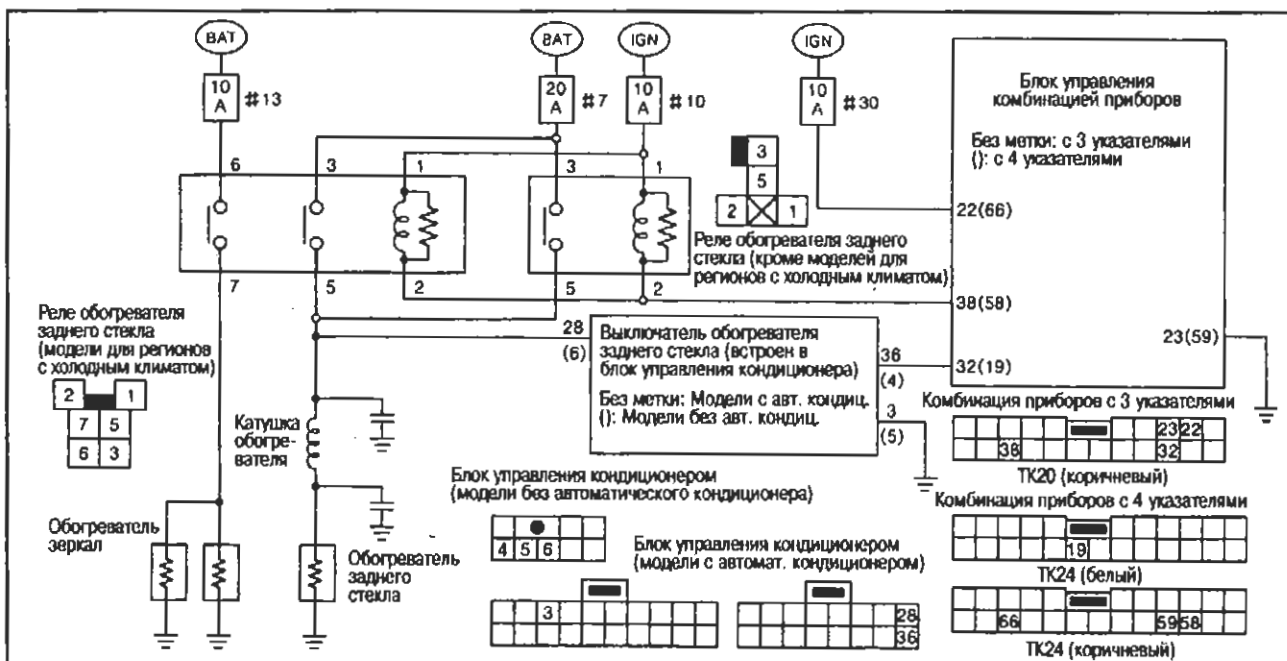 BAT
BAT
IGN
IGN
10 A
#13
20 A
#7
10 A
#10
10 A
#30
Блок управления
комбинацией приборов
Без метки: с 3 указателями
(): с 4 указателями
6
3
1
3
1
3
5
2
1
22(66)
Реле обогревателя заднего
стекла (кроме моделей для
регионов с холодным климатом)
7
5
2
5
2
38(58)
Реле обогревателя
заднего стекла
(модели для регионов
с холодным климатом)
2
1
7
5
6
3
28
(6)
Выключатель обогревателя
заднего стекла (встроен в
блок управления кондиционера)
Без метки: Модели с авт. кондиц.
(): Модели без авт. кондиц.
36
(4)
3
(5)
32(19)
23(59)
Катушка
обогре-
вателя
Комбинация приборов с 3 указателями
23
22
38
32
ТК20 (коричневый)
Блок управления кондиционером
(модели без автоматического кондиционера)
4
5
6
Комбинация приборов с 4 указателями
19
ТК24 (белый)
Обогреватель
зеркал
Обогреватель
заднего
стекла
Блок управления кондиционером
(модели с автомат. кондиционером)
3
28
36
66
59
58
ТК24 (коричневый)